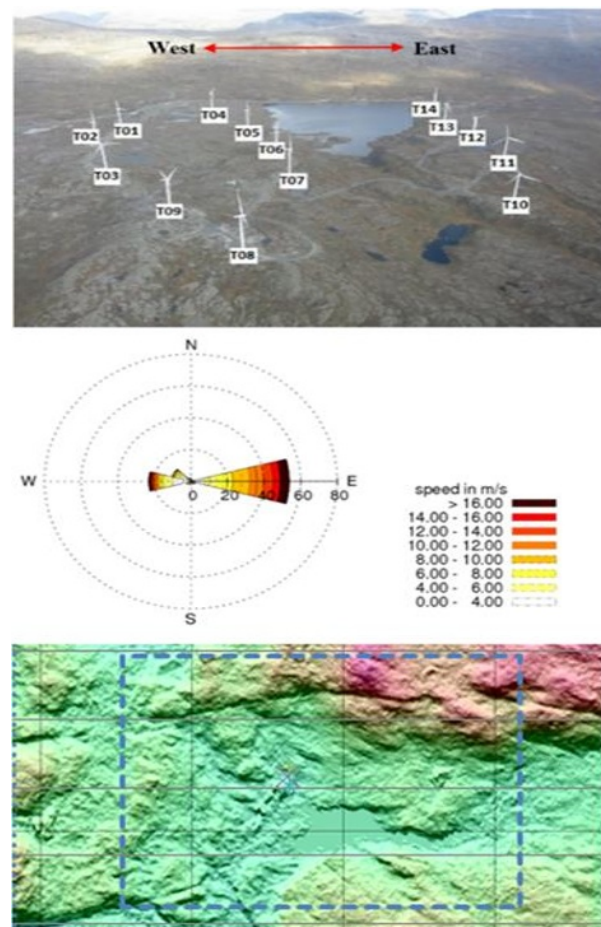 West East
T04
T14
T02 T01
T05
T13
T12
T06
T11
T03
T07
T09
T10
T08
N
W E
0 20 40 60 80
S
speed in m/s
> 16.00
14.00 - 16.00
12.00 - 14.00
10.00 - 12.00
8.00 - 10.00
6.00 - 8.00
4.00 - 6.00
0.00 - 4.00